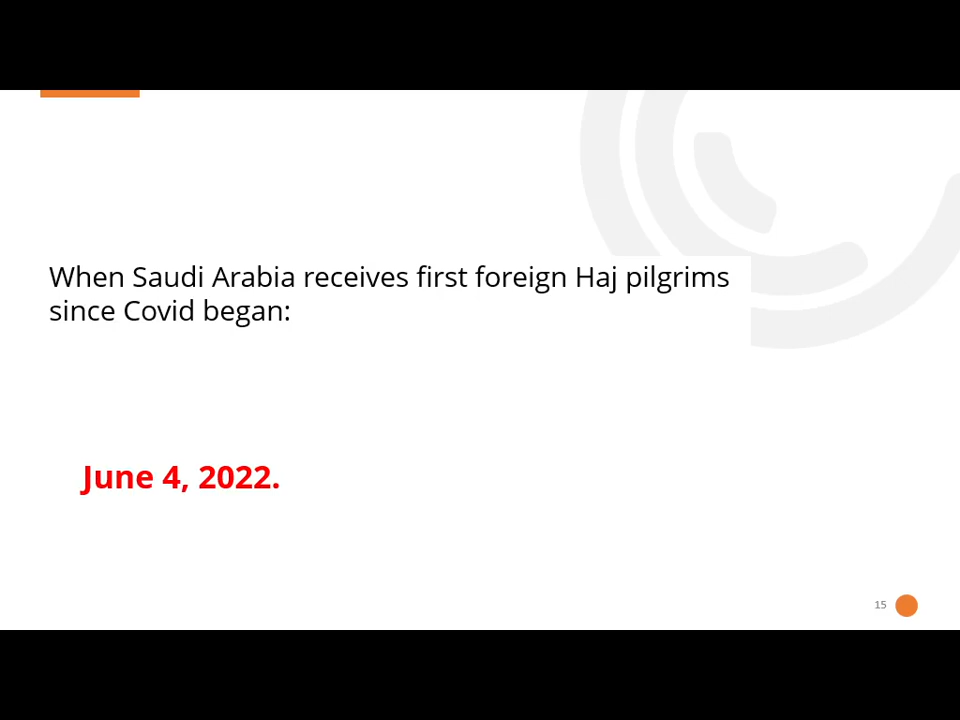 When Saudi Arabia receives first foreign Haj pilgrims
since Covid began:
June 4, 2022.
15